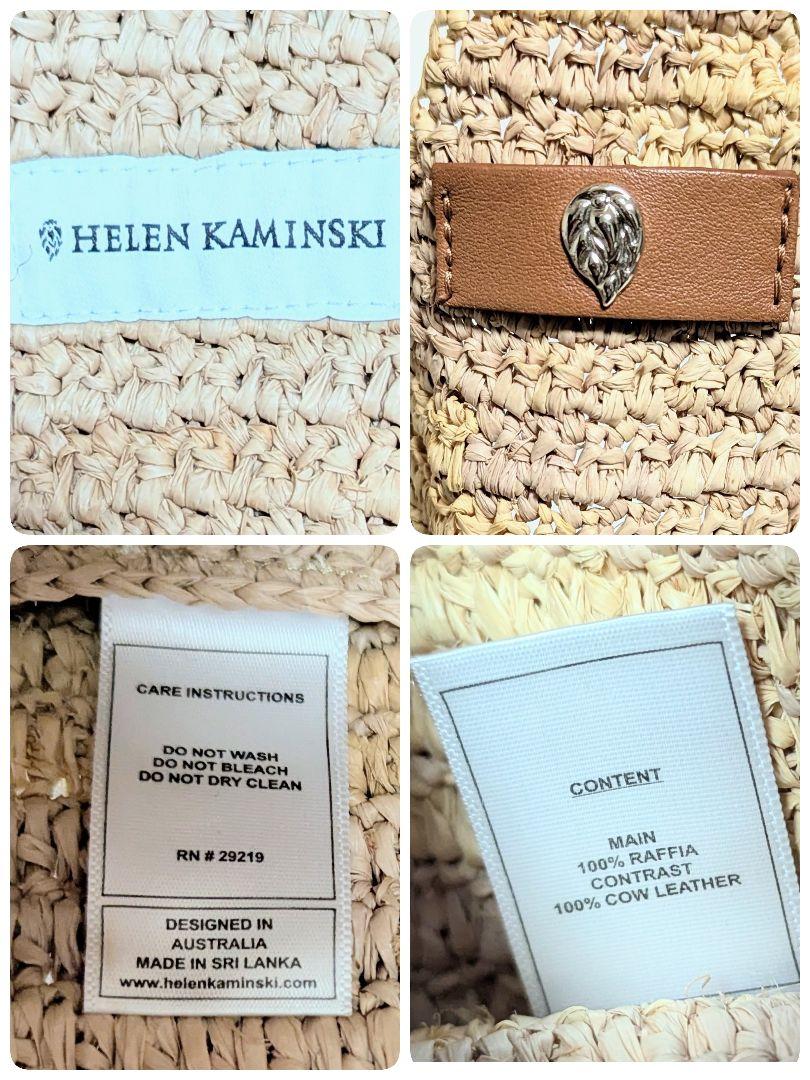 HELEN KAMINSKI
CARE INSTRUCTIONS
DO NOT WASH
DO NOT BLEACH
DO NOT DRY CLEAN
RN # 29219
DESIGNED IN
AUSTRALIA
MADE IN SRI LANKA
www.helenkaminski.com
CONTENT
MAIN
100% RAFFIA
CONTRAST
100% COW LEATHER